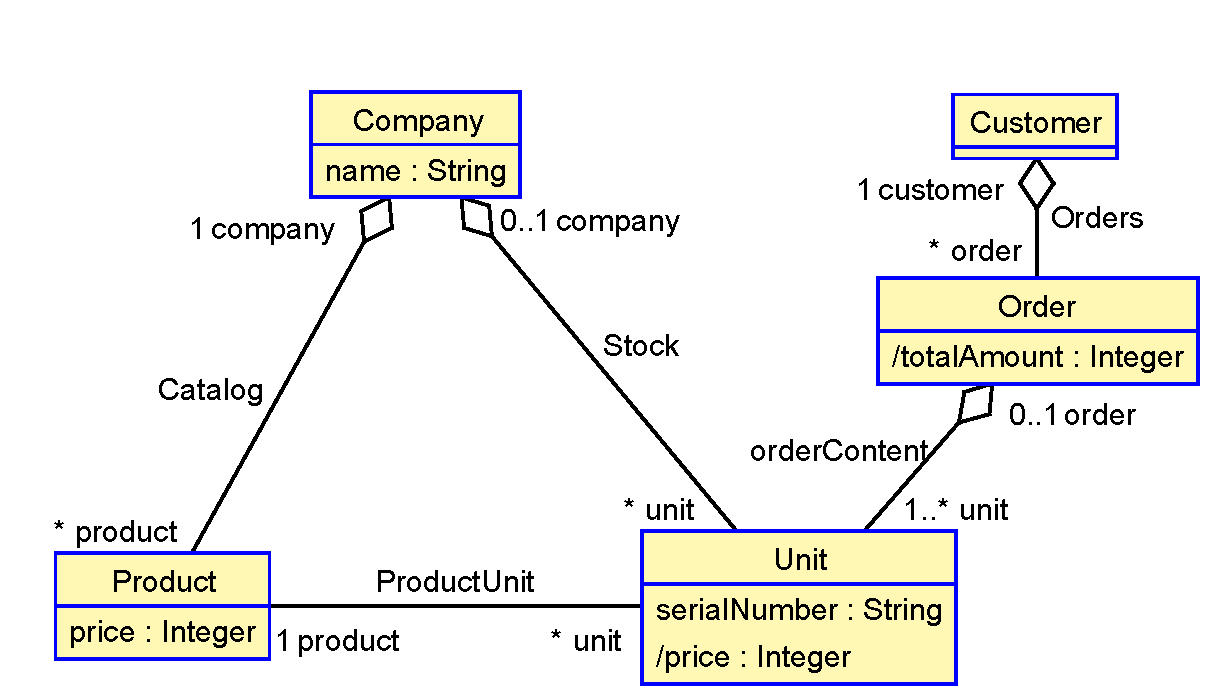 Company
name : String
Customer
1 company
0..1 company
1 customer
Orders
* order
Order
/totalAmount : Integer
Stock
Catalog
0..1 order
orderContent
* unit
1..* unit
* product
Product
price : Integer
ProductUnit
1 product
* unit
Unit
serialNumber : String
/price : Integer